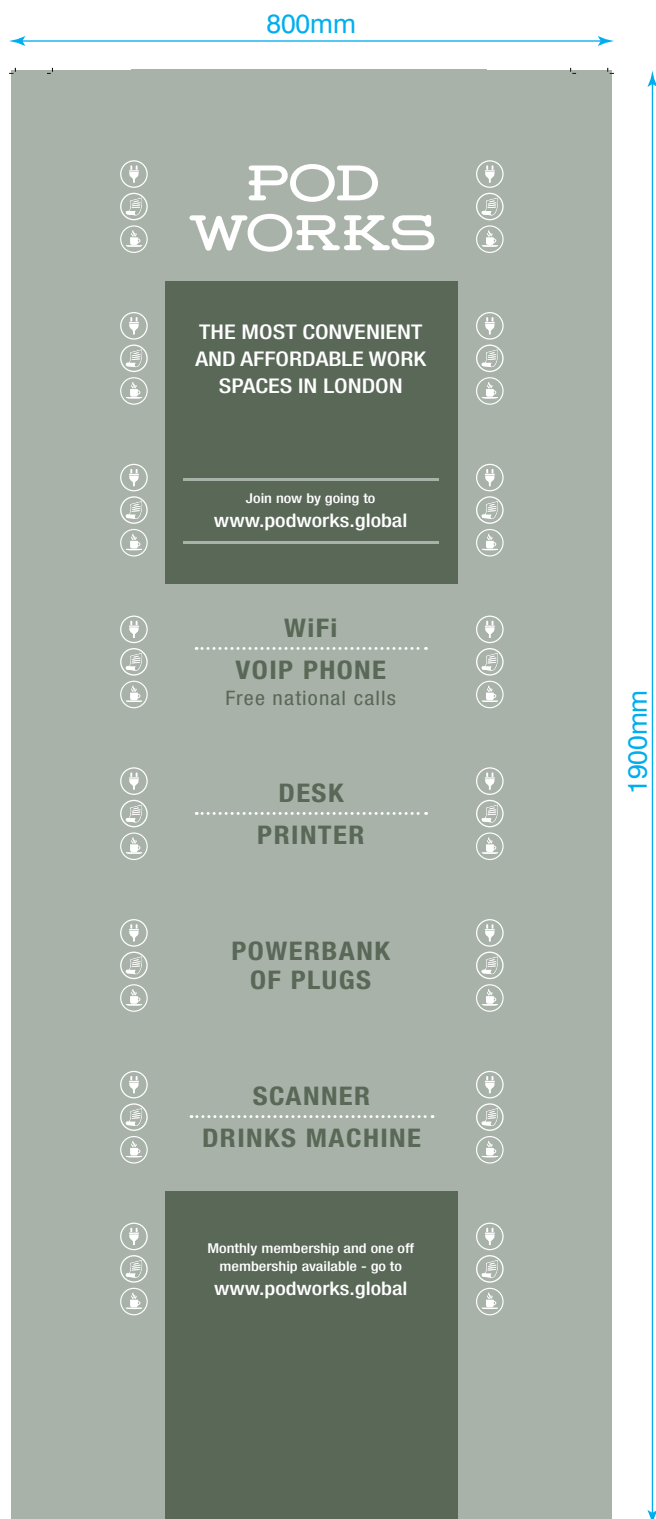 800mm
POD
WORKS
THE MOST CONVENIENT
AND AFFORDABLE WORK
SPACES IN LONDON
Join now by going to
www.podworks.global
WiFi
VOIP PHONE
Free national calls
1900mm
DESK
PRINTER
POWERBANK
OF PLUGS
SCANNER
DRINKS MACHINE
Monthly membership and one off
membership available - go to
www.podworks.global